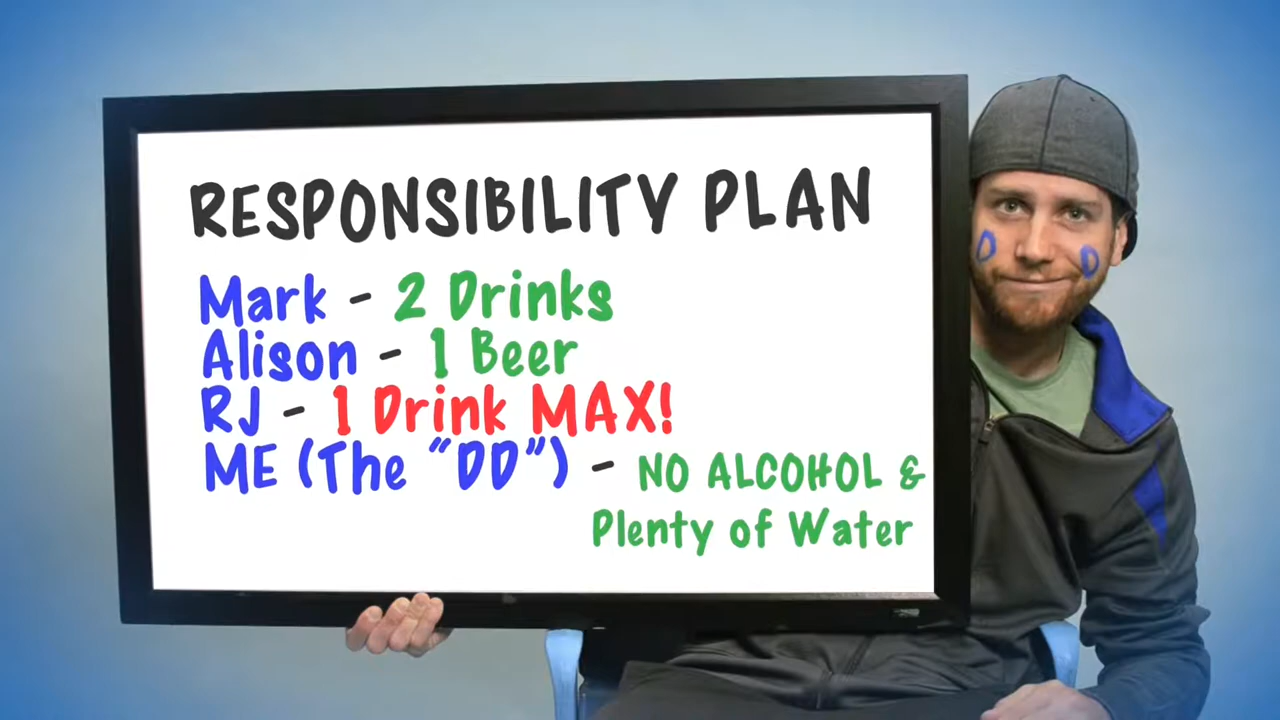 RESPONSIBILITY PLAN
Mark - 2 Drinks
Alison - 1 Beer
RJ - 1 Drink MAX!
ME (The “DD”) - NO ALCOHOL &
Plenty of Water
D D